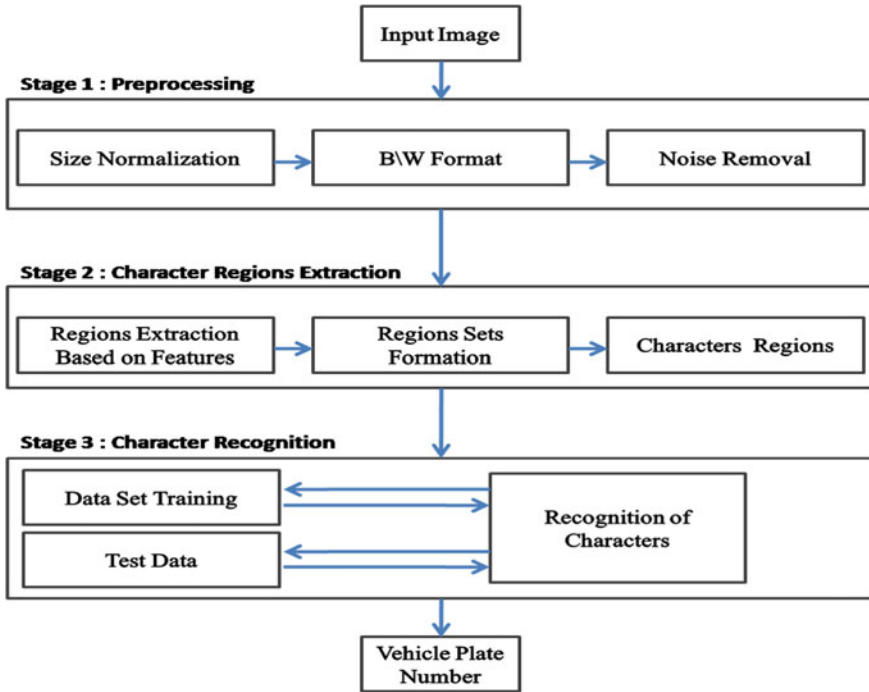 Input Image
Stage 1 : Preprocessing
Size Normalization
B\W Format
Noise Removal
Stage 2 : Character Regions Extraction
Regions Extraction
Based on Features
Regions Sets
Formation
Characters Regions
Stage 3 : Character Recognition
Data Set Training
Test Data
Recognition of
Characters
Vehicle Plate
Number